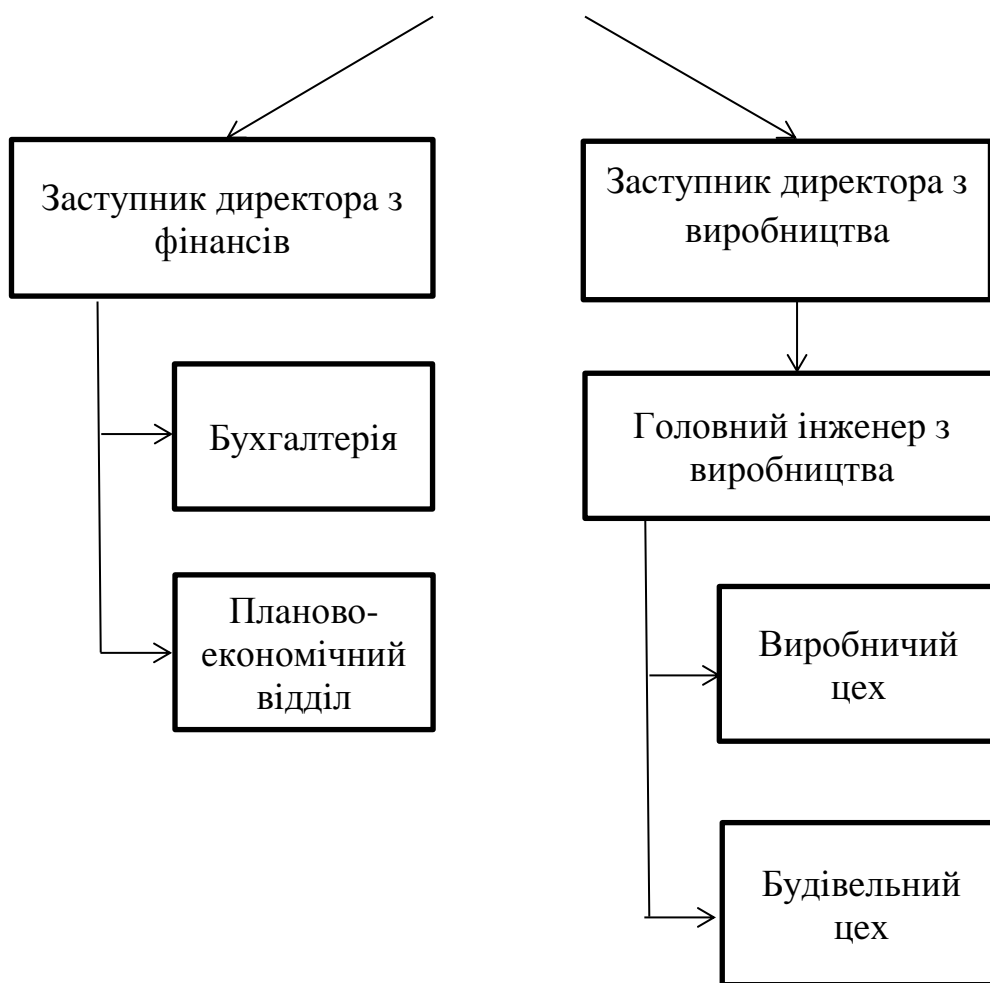 Заступник директора з
фінансів
Заступник директора з
виробництва
Бухгалтерія
Головний інженер з
виробництва
Планово-
економічний
відділ
Виробничий
цех
Будівельний
цех